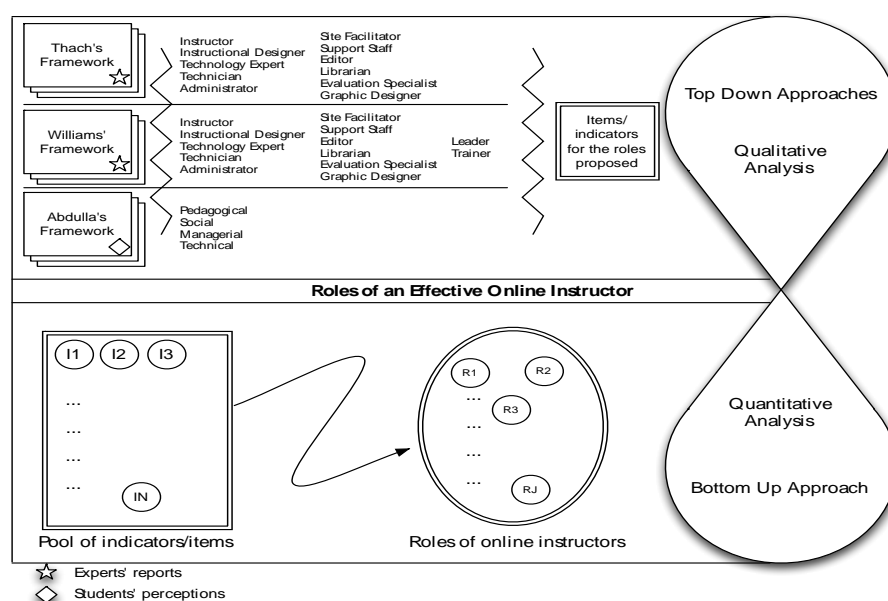 Thach's
Framework
Instructor
Instructional Designer
Technology Expert
Technician
Administrator
Site Facilitator
Support Staff
Editor
Librarian
Evaluation Specialist
Graphic Designer
Williams'
Framework
Instructor
Instructional Designer
Technology Expert
Technician
Administrator
Site Facilitator
Support Staff
Editor
Librarian
Evaluation Specialist
Graphic Designer
Leader
Trainer
Abdulla's
Framework
Pedagogical
Social
Managerial
Technical
Items/
indicators
for the roles
proposed
Top Down Approaches
Qualitative
Analysis
Roles of an Effective Online Instructor
I1 I2 I3
...
...
...
...
IN
Pool of indicators/items
R1 R2
...
R3
...
...
...
RJ
Roles of online instructors
Quantitative
Analysis
Bottom Up Approach
Experts' reports
Students' perceptions